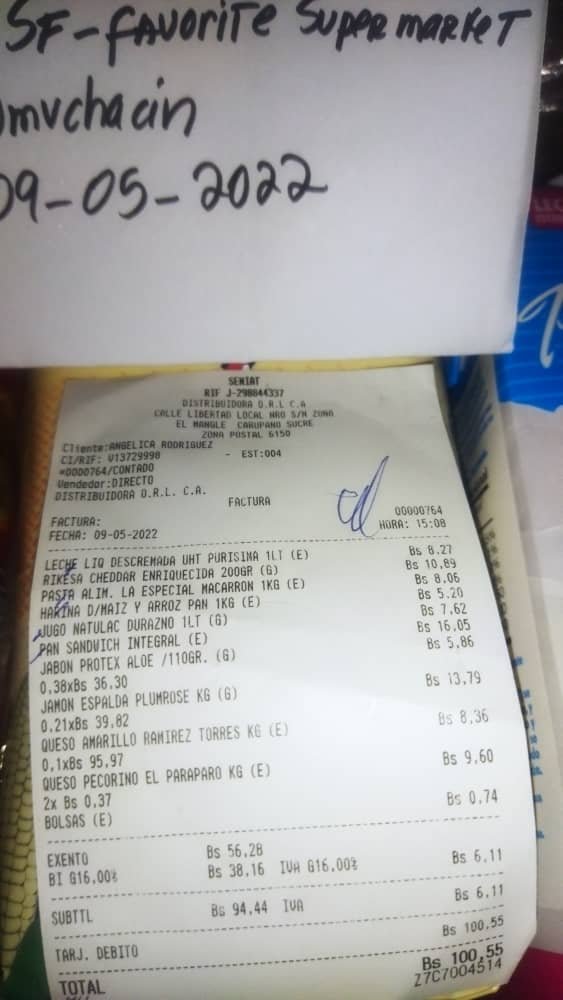 SF-favorite Supermarket
@mvchacin
09-05-2022
LEC
SENIAT
RIF J-298844337
DISTRIBUIDORA O.R.L C.A
CALLE LIBERTAD LOCAL NRO S/N ZONA
EL MANGLE CARUPANO SUCRE
ZONA POSTAL 6150
Cliente:ANGELICA RODRIGUEZ
CI/RIF: V13729998 - EST:004
*0000764/CONTADO
Vendedor:DIRECTO
DISTRIBUIDORA O.R.L. C.A.
FACTURA
FACTURA: 00000764
FECHA: 09-05-2022 HORA: 15:08
LECHE LIQ DESCREMADA UHT PURISINA 1LT (E) Bs 8,27
RIKESA CHEDDAR ENRIQUECIDA 200GR (G) Bs 10,89
PASTA ALIM. LA ESPECIAL MACARRON 1KG (E) Bs 8,06
HARINA D/MAIZ Y ARROZ PAN 1KG (E) Bs 5,20
JUGO NATULAC DURAZNO 1LT (G) Bs 7,62
PAN SANDWICH INTEGRAL (E) Bs 16,05
JABON PROTEX ALOE /110GR. (G) Bs 5,86
0,38xBs 36,30
JAMON ESPALDA PLUMROSE KG (G) Bs 13,79
0,21xBs 39,82
QUESO AMARILLO RAMIREZ TORRES KG (E) Bs 8,36
0,1xBs 95,97
QUESO PECORINO EL PARAPARO KG (E) Bs 9,60
2x Bs 0,37
BOLSAS (E) Bs 0,74
EXENTO Bs 56,28
BI G16,00% Bs 38,16 IVA G16,00% Bs 6,11
SUBTTL Bs 94,44 IVA Bs 6,11
TARJ. DEBITO Bs 100,55
TOTAL Bs 100,55
Z7C7004514